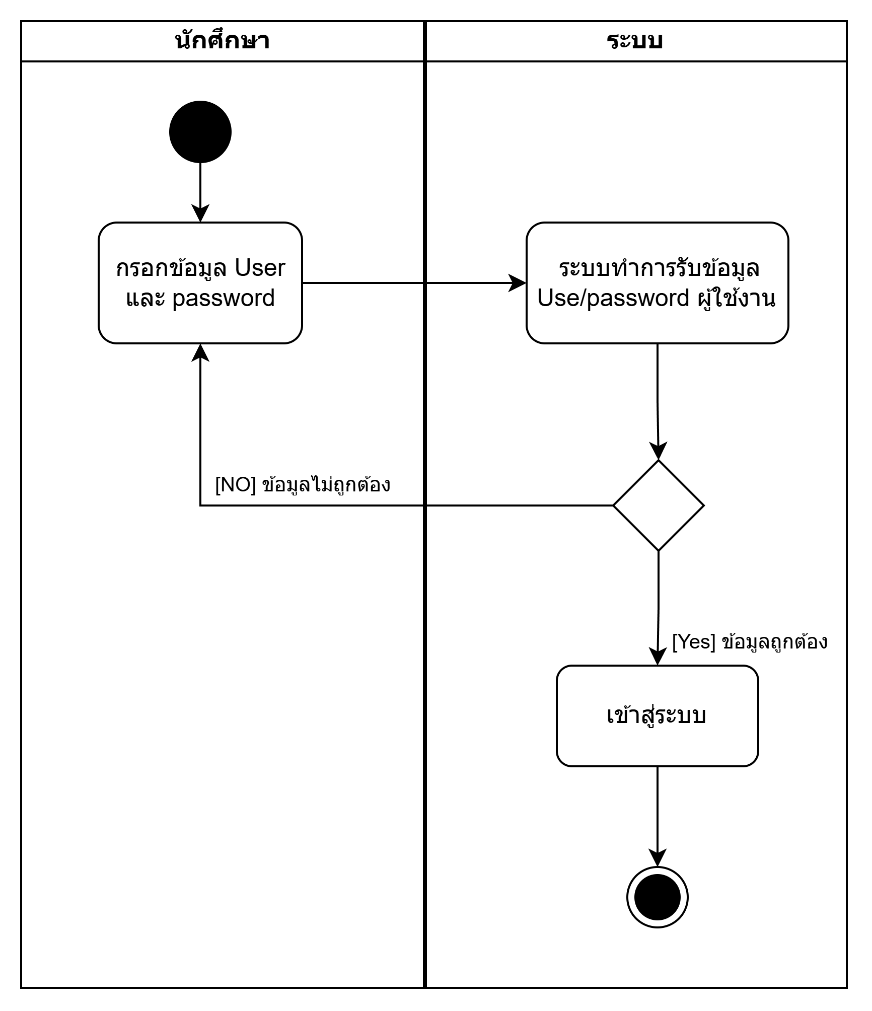 นักศึกษา
ระบบ
กรอกข้อมูล User
และ password
ระบบทำการรับข้อมูล
Use/password ผู้ใช้งาน
[NO] ข้อมูลไม่ถูกต้อง
[Yes] ข้อมูลถูกต้อง
เข้าสู่ระบบ